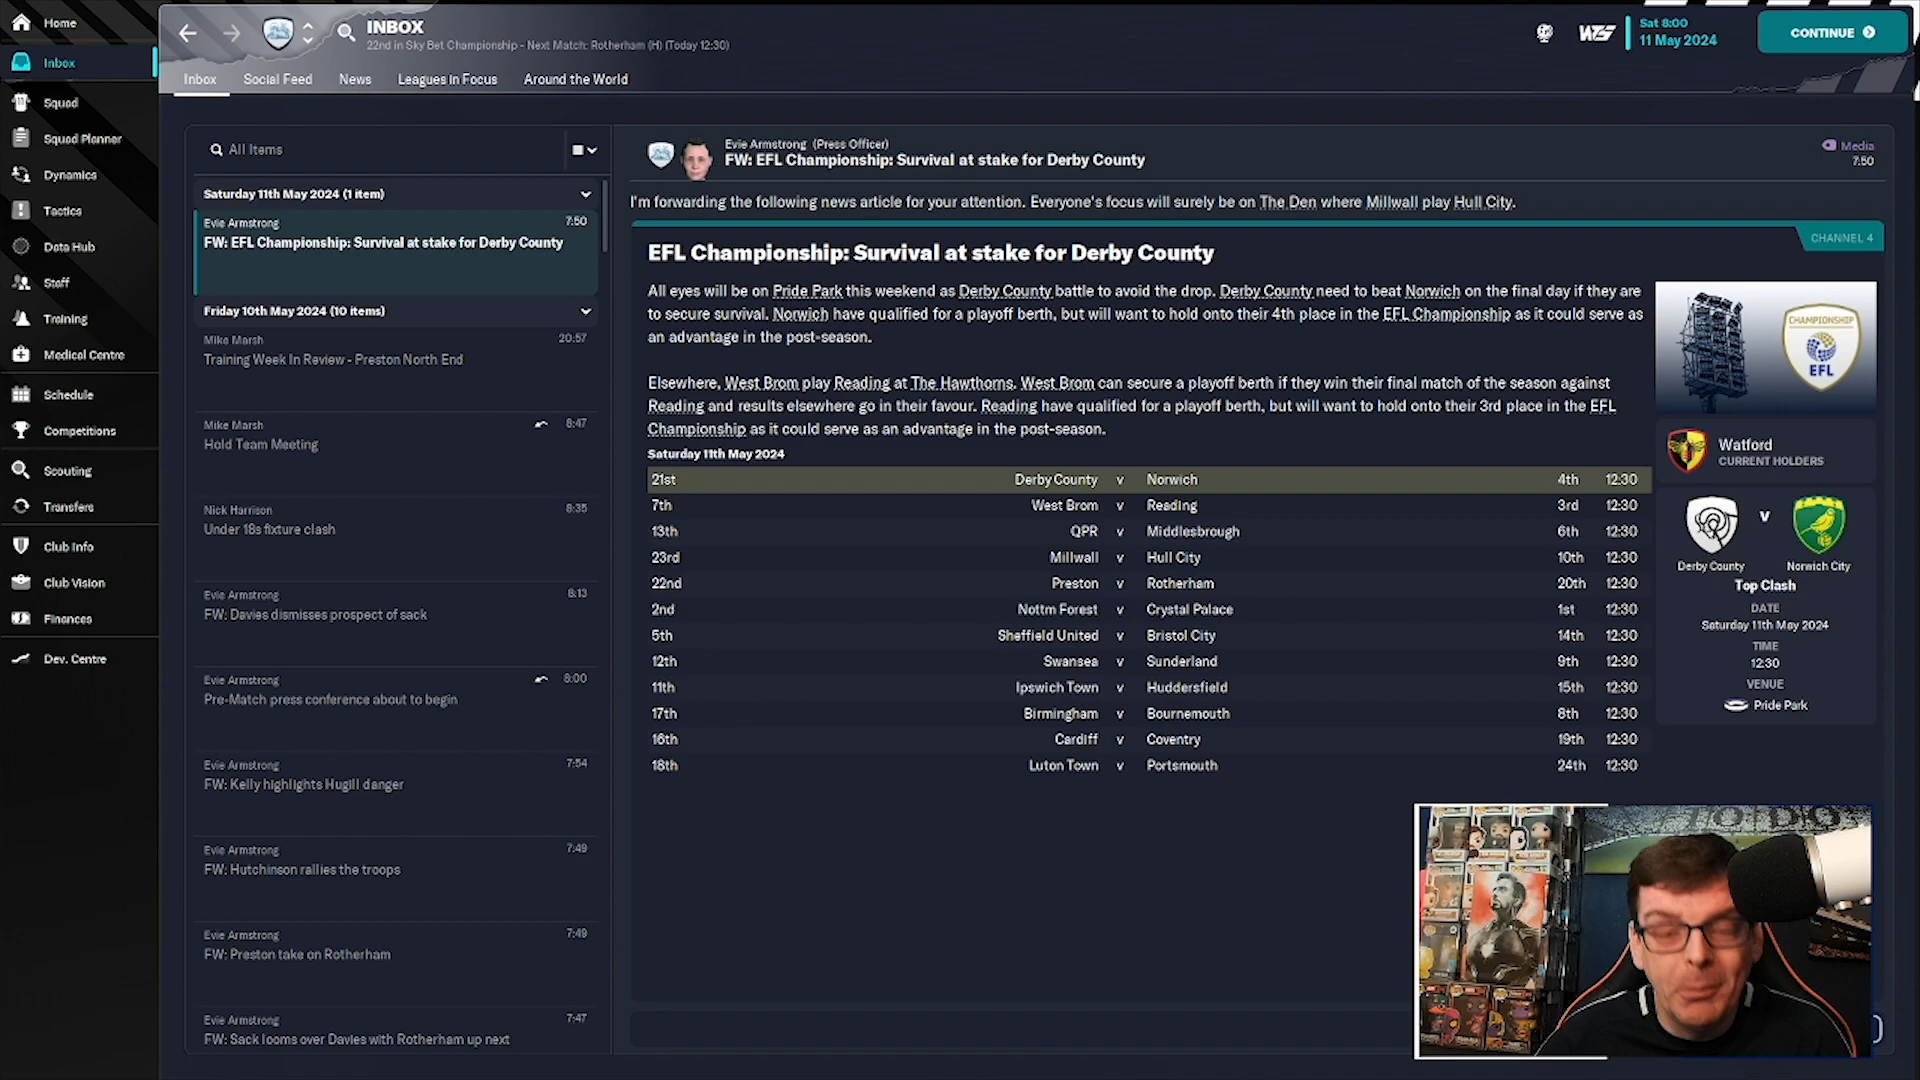 Home
Inbox
Squad
Squad Planner
Dynamics
Tactics
Data Hub
Staff
Training
Medical Centre
Schedule
Competitions
Scouting
Transfers
Club Info
Club Vision
Finances
Dev. Centre
INBOX
22nd in Sky Bet Championship - Next Match: Rotherham (H) (Today 12:30)
Sat 8:00
11 May 2024
CONTINUE
Inbox Social Feed News Leagues in Focus Around the World
All Items
Saturday 11th May 2024 (1 item)
Evie Armstrong 7:50
FW: EFL Championship: Survival at stake for Derby County
Friday 10th May 2024 (10 items)
Mike Marsh 20:57
Training Week In Review - Preston North End
Mike Marsh 8:47
Hold Team Meeting
Nick Harrison 8:35
Under 18s fixture clash
Evie Armstrong 8:13
FW: Davies dismisses prospect of sack
Evie Armstrong 8:00
Pre-Match press conference about to begin
Evie Armstrong 7:54
FW: Kelly highlights Hugill danger
Evie Armstrong 7:49
FW: Hutchinson rallies the troops
Evie Armstrong 7:49
FW: Preston take on Rotherham
Evie Armstrong 7:47
FW: Sack looms over Davies with Rotherham up next
Evie Armstrong (Press Officer)
FW: EFL Championship: Survival at stake for Derby County
Media
7:50
I'm forwarding the following news article for your attention. Everyone's focus will surely be on The Den where Millwall play Hull City.
CHANNEL 4
EFL Championship: Survival at stake for Derby County
All eyes will be on Pride Park this weekend as Derby County battle to avoid the drop. Derby County need to beat Norwich on the final day if they are
to secure survival. Norwich have qualified for a playoff berth, but will want to hold onto their 4th place in the EFL Championship as it could serve as
an advantage in the post-season.
Elsewhere, West Brom play Reading at The Hawthorns. West Brom can secure a playoff berth if they win their final match of the season against
Reading and results elsewhere go in their favour. Reading have qualified for a playoff berth, but will want to hold onto their 3rd place in the EFL
Championship as it could serve as an advantage in the post-season.
Saturday 11th May 2024
21st Derby County v Norwich 4th 12:30
7th West Brom v Reading 3rd 12:30
13th QPR v Middlesbrough 6th 12:30
23rd Millwall v Hull City 10th 12:30
22nd Preston v Rotherham 20th 12:30
2nd Nottm Forest v Crystal Palace 1st 12:30
5th Sheffield United v Bristol City 14th 12:30
12th Swansea v Sunderland 9th 12:30
11th Ipswich Town v Huddersfield 15th 12:30
17th Birmingham v Bournemouth 8th 12:30
16th Cardiff v Coventry 19th 12:30
18th Luton Town v Portsmouth 24th 12:30
CHAMPIONSHIP
EFL
Watford
CURRENT HOLDERS
V
Derby County Norwich City
Top Clash
DATE
Saturday 11th May 2024
TIME
12:30
VENUE
Pride Park